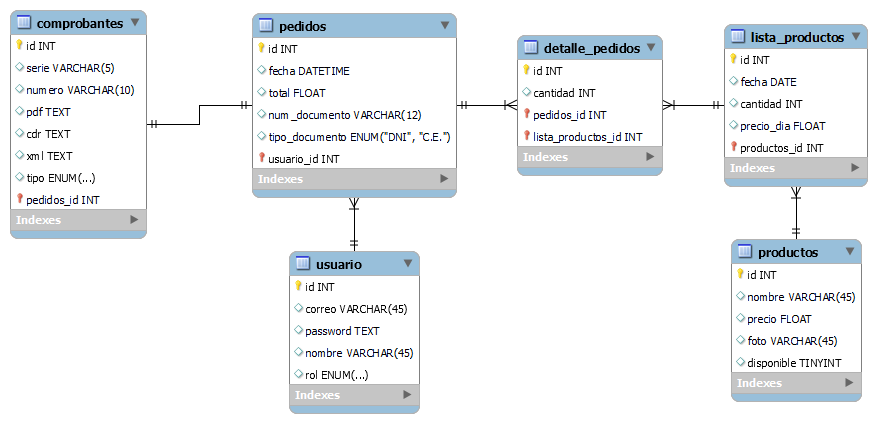 comprobantes
id INT
serie VARCHAR(5)
numero VARCHAR(10)
pdf TEXT
cdr TEXT
xml TEXT
tipo ENUM(...)
pedidos_id INT
Indexes
pedidos
id INT
fecha DATETIME
total FLOAT
num_documento VARCHAR(12)
tipo_documento ENUM("DNI", "C.E.")
usuario_id INT
Indexes
detalle_pedidos
id INT
cantidad INT
pedidos_id INT
lista_productos_id INT
Indexes
lista_productos
id INT
fecha DATE
cantidad INT
precio_dia FLOAT
productos_id INT
Indexes
usuario
id INT
correo VARCHAR(45)
password TEXT
nombre VARCHAR(45)
rol ENUM(...)
Indexes
productos
id INT
nombre VARCHAR(45)
precio FLOAT
foto VARCHAR(45)
disponible TINYINT
Indexes